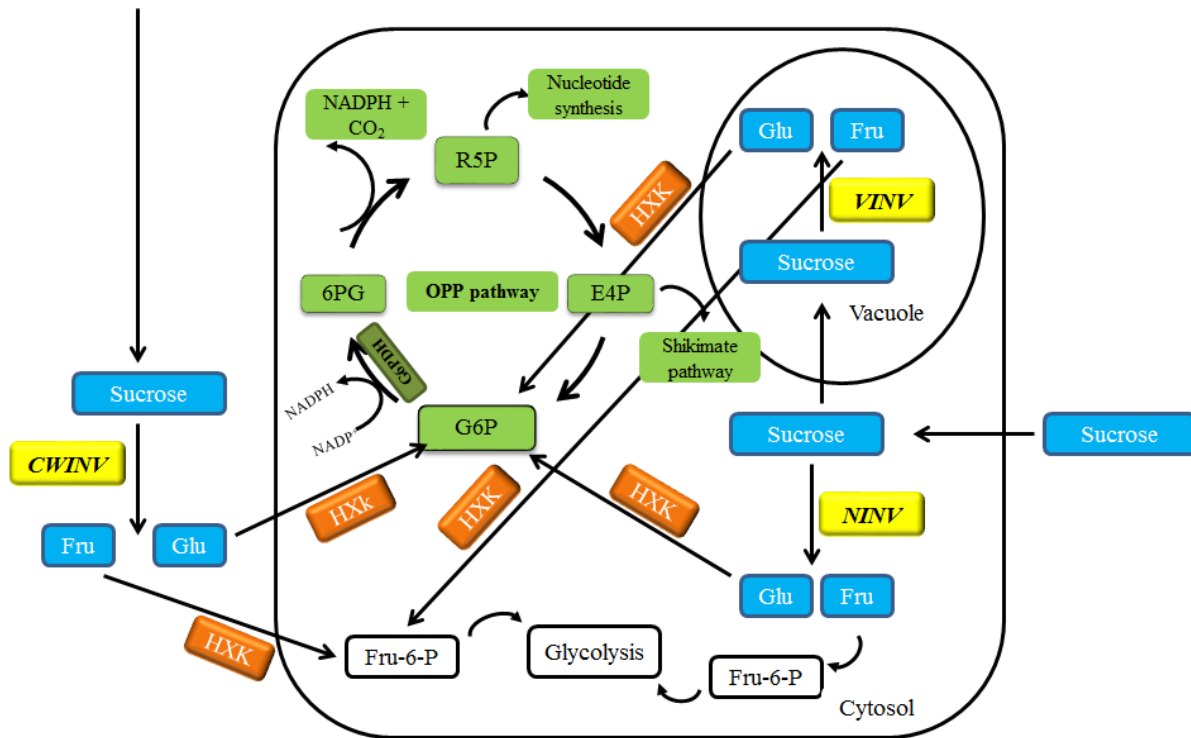 NADPH +
CO2
Nucleotide
synthesis
R5P
Glu
Fru
HXK
VINV
Sucrose
Vacuole
6PG
OPP pathway
E4P
Shikimate
pathway
G6PDH
NADPH
NADP+
G6P
Sucrose
CWINV
Fru
Glu
HXk
HXK
HXK
Sucrose
Sucrose
NINV
Glu
Fru
HXK
Fru-6-P
Glycolysis
Fru-6-P
Cytosol